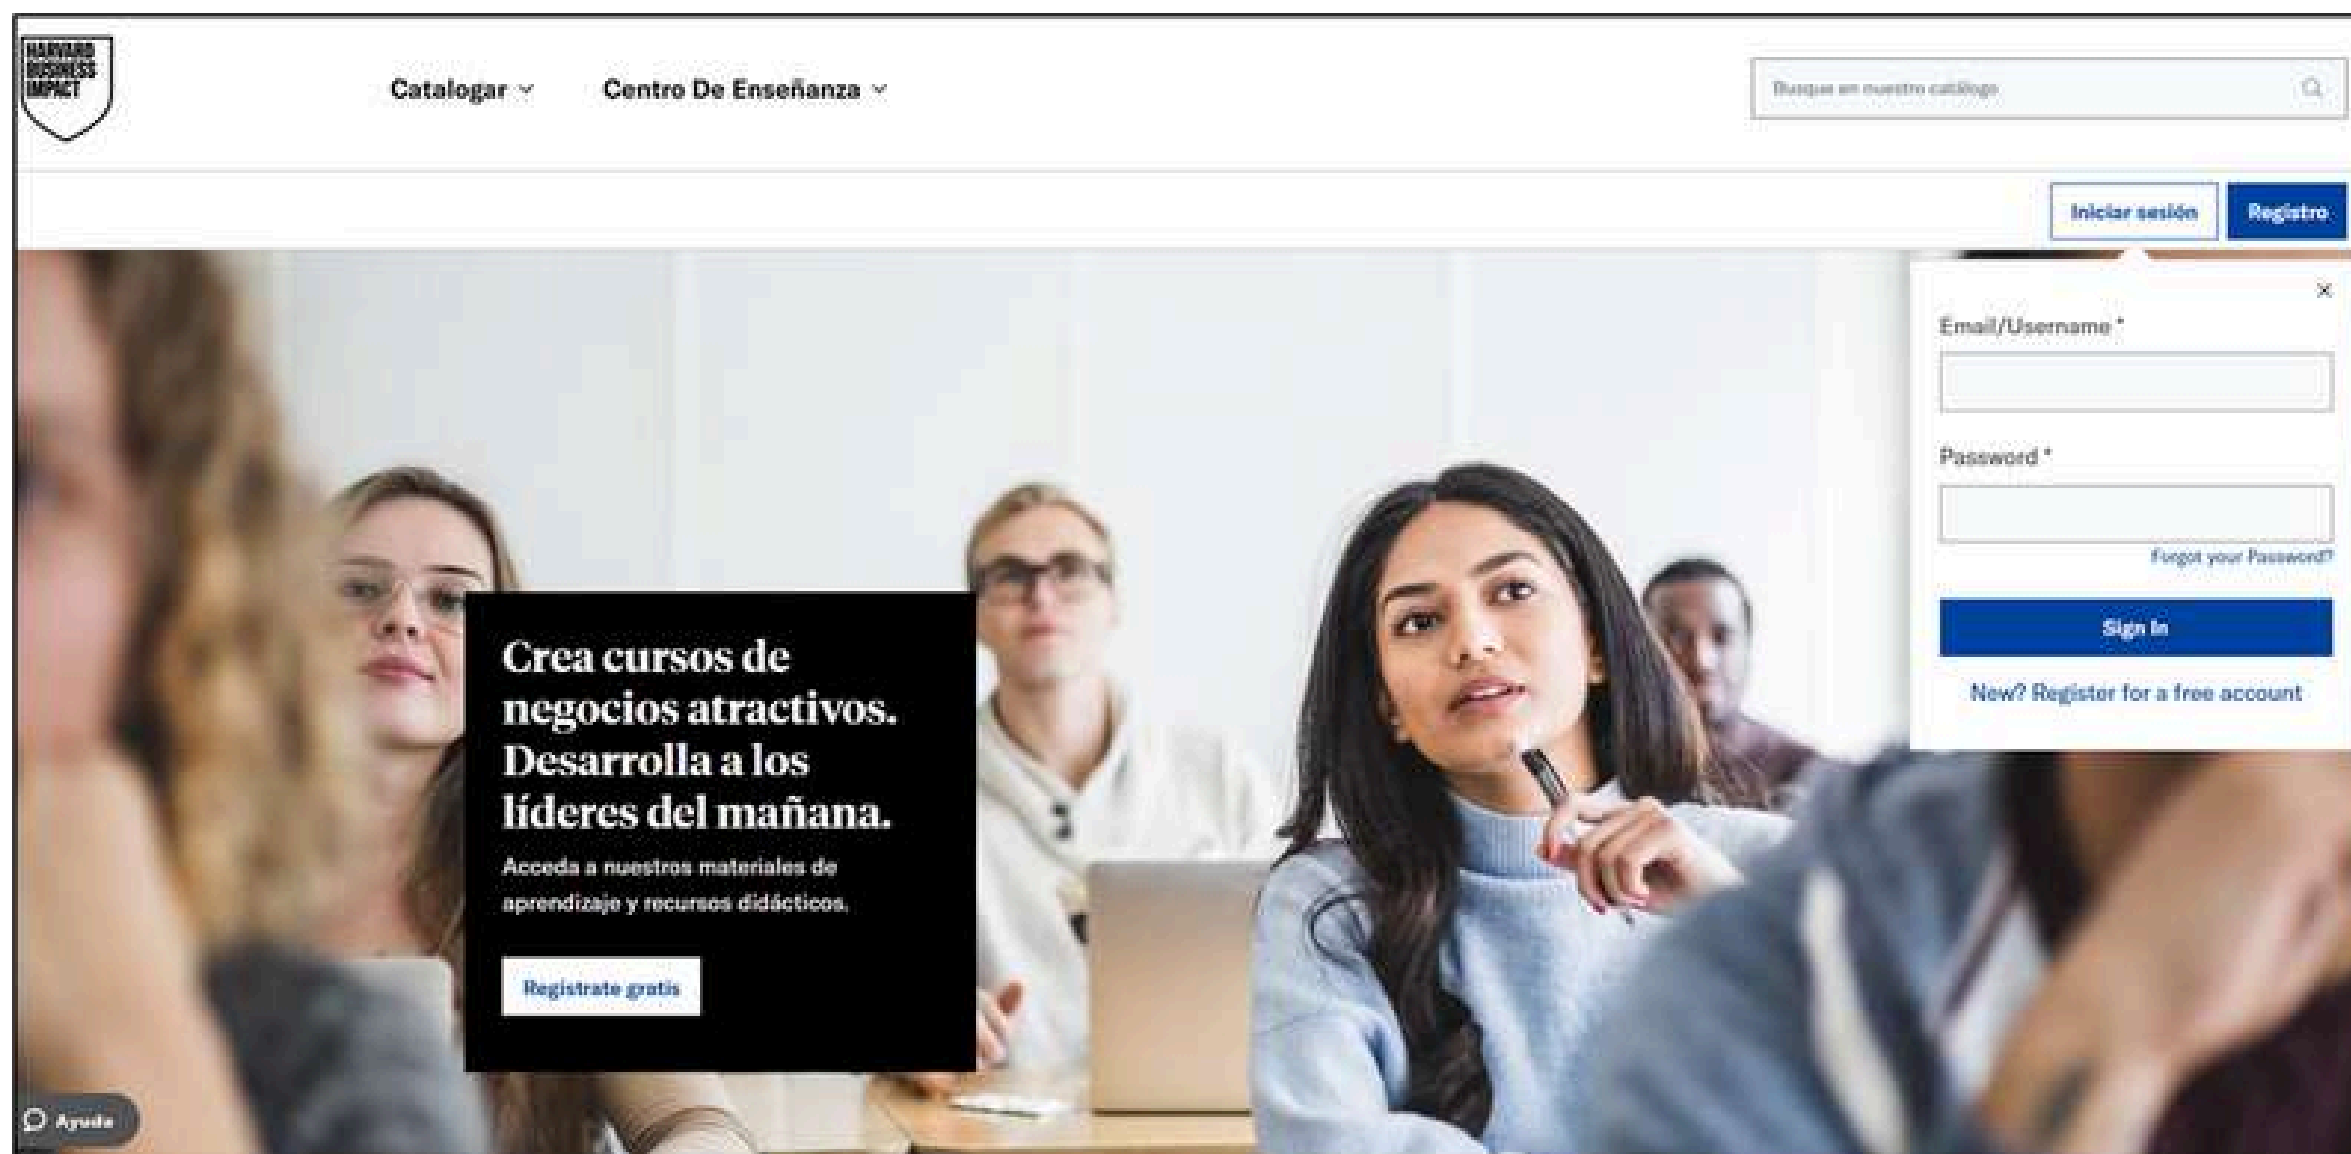 HARVARD
BUSINESS
IMPACT
Catalogar
Centro De Enseñanza
Busque en nuestro catálogo
Iniciar sesión
Registro
Email/Username *
Password *
Forgot your Password?
Sign In
New? Register for a free account
Crea cursos de
negocios atractivos.
Desarrolla a los
líderes del mañana.
Acceda a nuestros materiales de
aprendizaje y recursos didácticos.
Registrate gratis
Ayuda